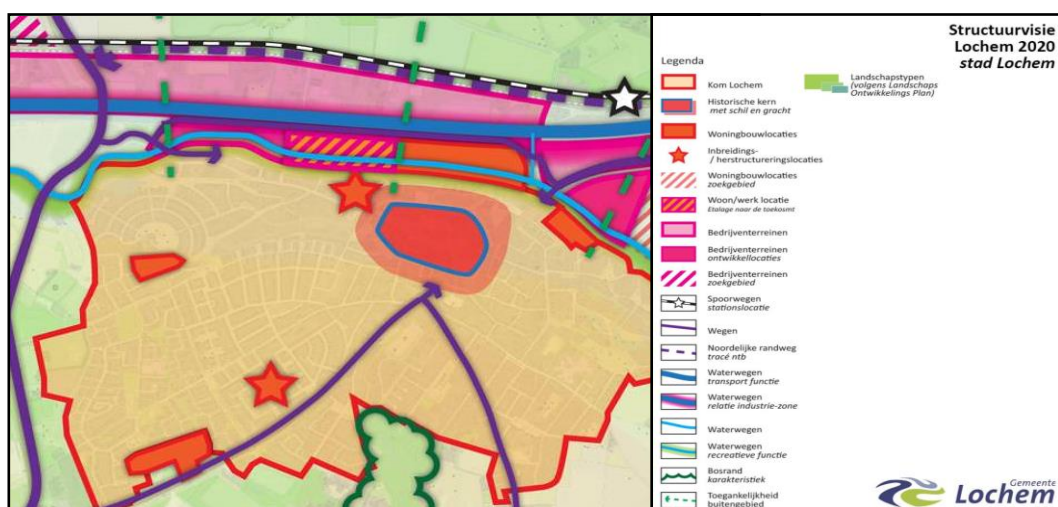 Structuurvisie
Lochem 2020
stad Lochem
Legenda
Kom Lochem
Historische kern
met schil en gracht
Woningbouwlocaties
Inbreidings-
/ herstructureringslocaties
Woningbouwlocaties
zoekgebied
Woon/werk locatie
Etalage naar de toekosmt
Bedrijventerreinen
Bedrijventerreinen
ontwikkellocaties
Bedrijventerreinen
zoekgebied
Spoorwegen
stationslocatie
Wegen
Noordelijke randweg
tracé ntb
Waterwegen
transport functie
Waterwegen
relatie industrie-zone
Waterwegen
Waterwegen
recreatieve functie
Bosrand
karakteristiek
Toegankelijkheid
buitengebied
Landschapstypen
(volgens Landschaps
Ontwikkelings Plan)
Gemeente
Lochem